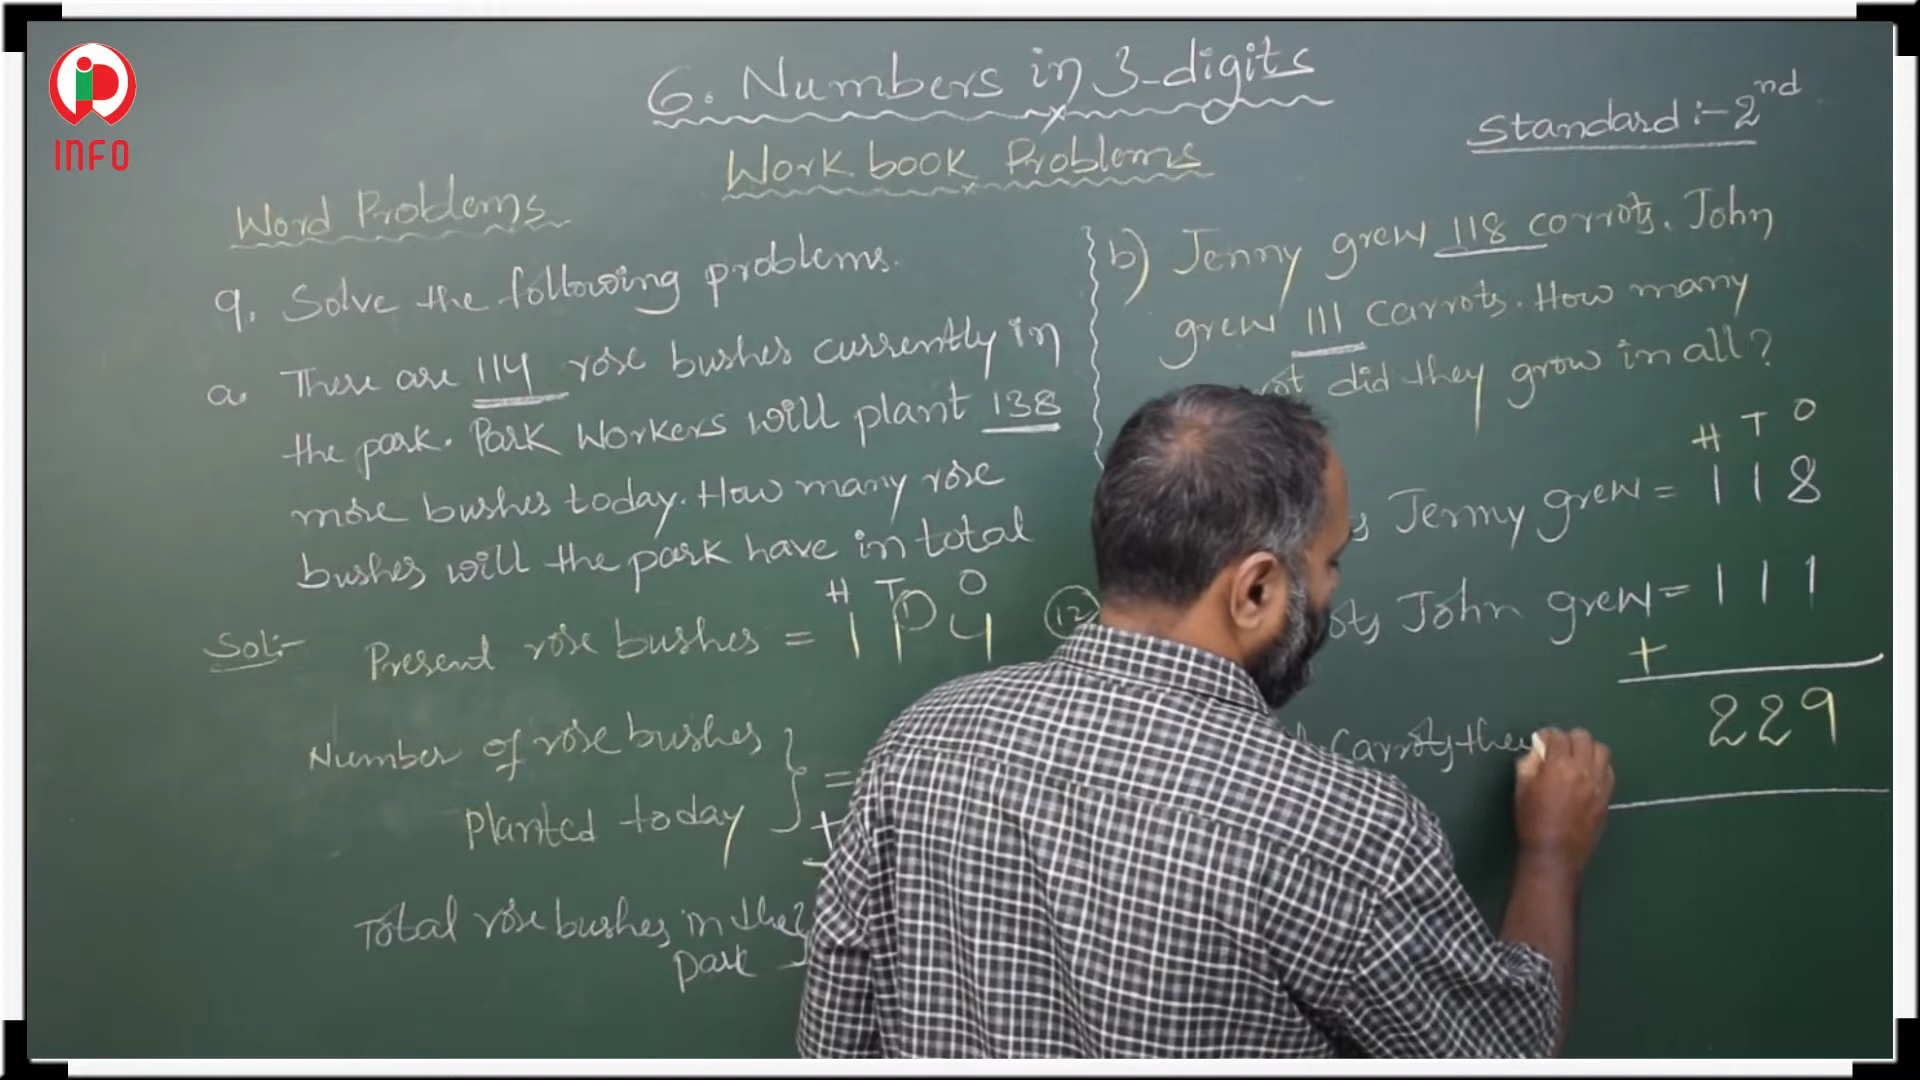 INFO
6. Numbers in 3-digits
Work book Problems
Standard :- 2nd
Word Problems
9. Solve the following problems.
a. There are 114 rose bushes currently in
the park. Park Workers will plant 138
more bushes today. How many rose
bushes will the park have in total
H T O
Sol:- Present rose bushes = 1 1 4
1
12
Number of rose bushes
planted today } =
+
Total rose bushes in the
park
b) Jenny grew 118 corrots. John
grew 111 carrots. How many
did they grow in all?
H T O
Jenny grew = 1 1 8
John grew = 1 1 1
+
Carrots they
2 2 9